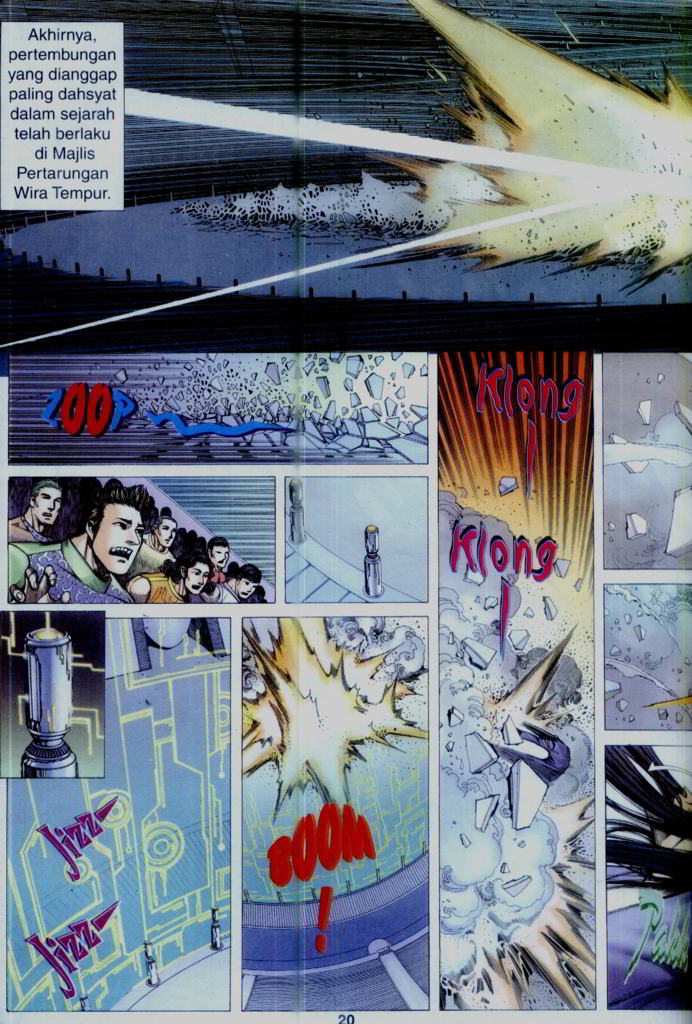 Akhirnya,
pertembungan
yang dianggap
paling dahsyat
dalam sejarah
telah berlaku
di Majlis
Pertarungan
Wira Tempur.
ZOOP
Klong
!
Klong
!
Jizz
Jizz
BOOM
!
20